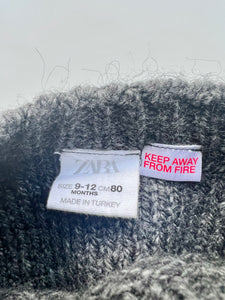 ZARA
SIZE 9-12 CM 80
MONTHS
MADE IN TURKEY
KEEP AWAY
FROM FIRE